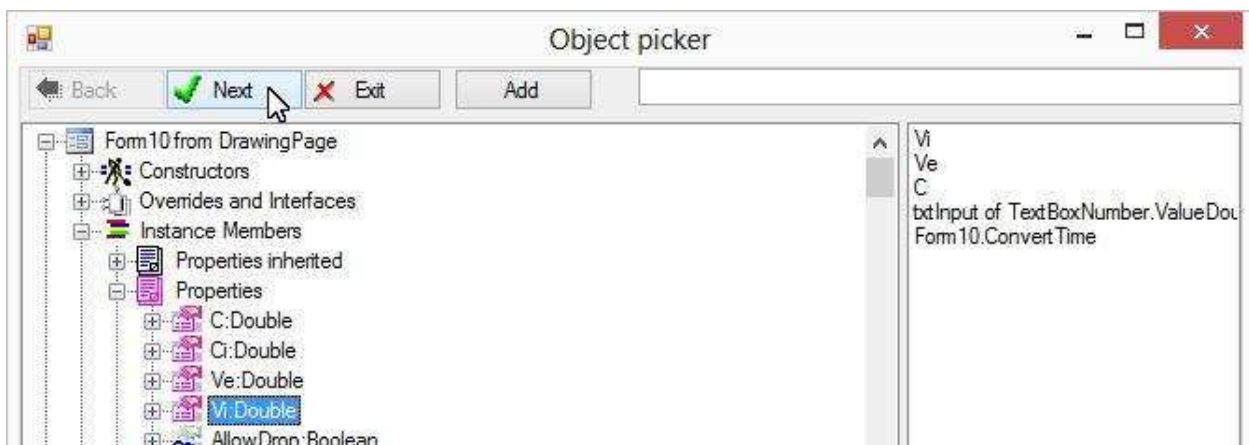 Object picker
Back Next Exit Add
Form10 from DrawingPage
Constructors
Overrides and Interfaces
Instance Members
Properties inherited
Properties
C:Double
Ci:Double
Ve:Double
Vi:Double
AllowDrop:Boolean
Vi
Ve
C
txtInput of TextBoxNumber.ValueDou
Form10.ConvertTime